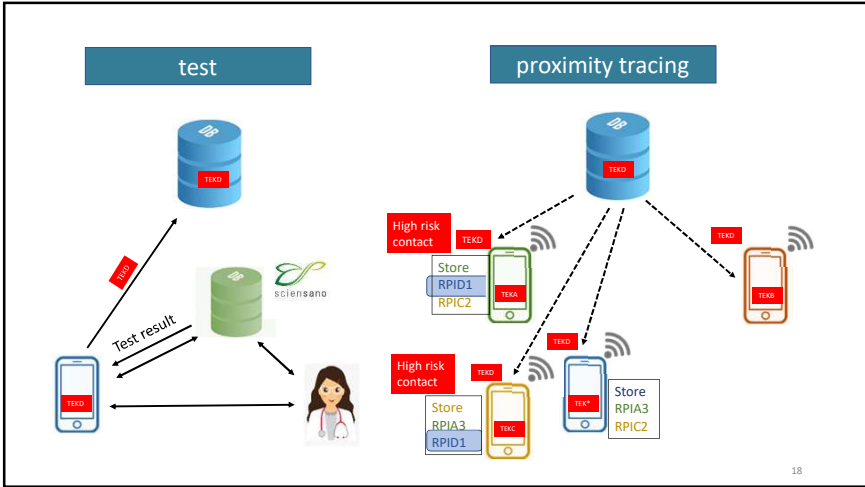 test
proximity tracing
DB
TEKD
DB
TEKD
TEKD
DB
sciensano
Test result
TEKD
High risk
contact
TEKD
Store
RPID1
RPIC2
TEKA
TEKD
TEKB
High risk
contact
TEKD
Store
RPIA3
RPID1
TEKC
TEKD
TEK*
Store
RPIA3
RPIC2
18